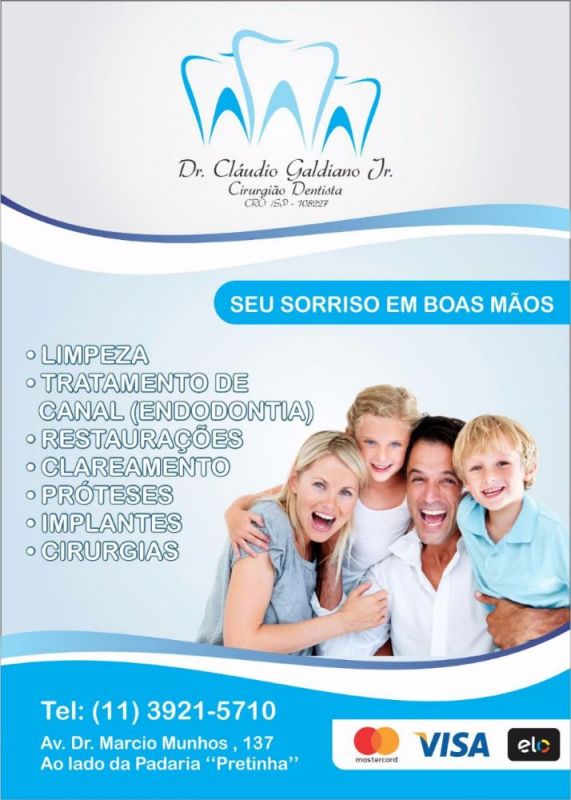 Dr. Cláudio Galdiano Jr.
Cirurgião Dentista
CRO /SP - 108227
SEU SORRISO EM BOAS MÃOS
• LIMPEZA
• TRATAMENTO DE
CANAL (ENDODONTIA)
• RESTAURAÇÕES
• CLAREAMENTO
• PRÓTESES
• IMPLANTES
• CIRURGIAS
Tel: (11) 3921-5710
Av. Dr. Marcio Munhos , 137
Ao lado da Padaria ‘‘Pretinha’’
mastercard
VISA
elo